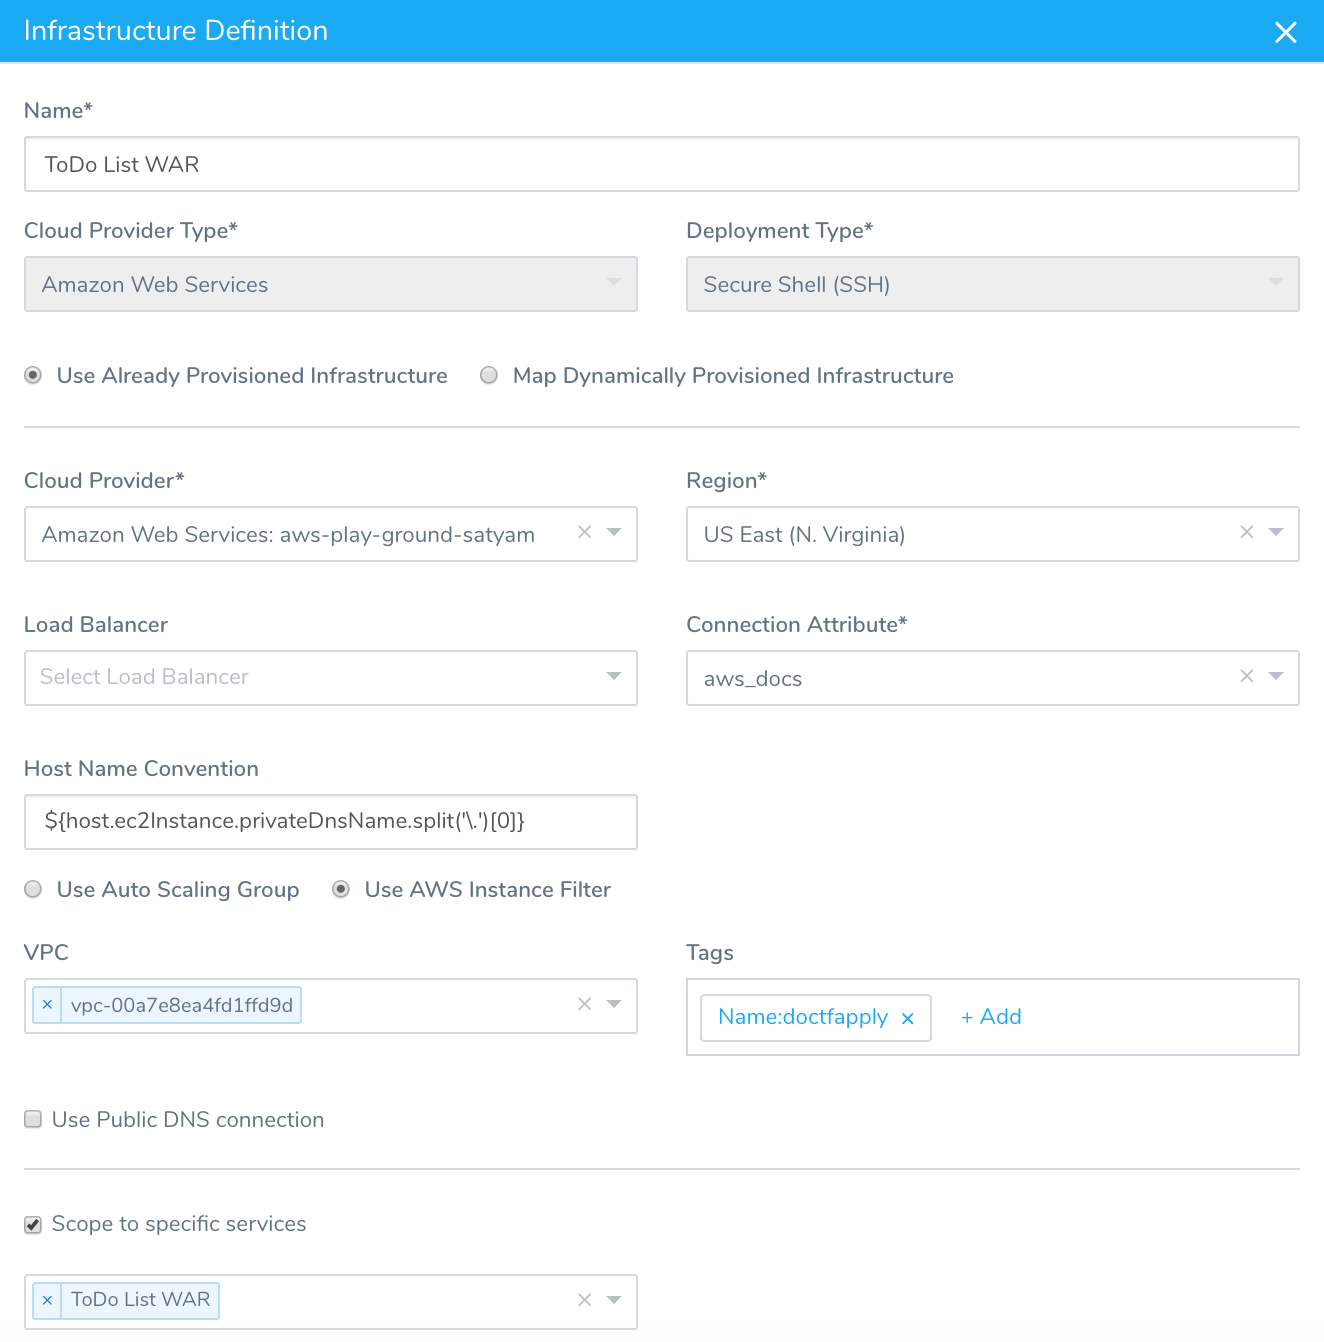 Infrastructure Definition
Name*
ToDo List WAR
Cloud Provider Type* Deployment Type*
Amazon Web Services Secure Shell (SSH)
Use Already Provisioned Infrastructure Map Dynamically Provisioned Infrastructure
Cloud Provider* Region*
Amazon Web Services: aws-play-ground-satyam US East (N. Virginia)
Load Balancer Connection Attribute*
Select Load Balancer aws_docs
Host Name Convention
${host.ec2Instance.privateDnsName.split('\.')[0]}
Use Auto Scaling Group Use AWS Instance Filter
VPC Tags
× vpc-00a7e8ea4fd1ffd9d Name:doctfapply × + Add
Use Public DNS connection
Scope to specific services
× ToDo List WAR